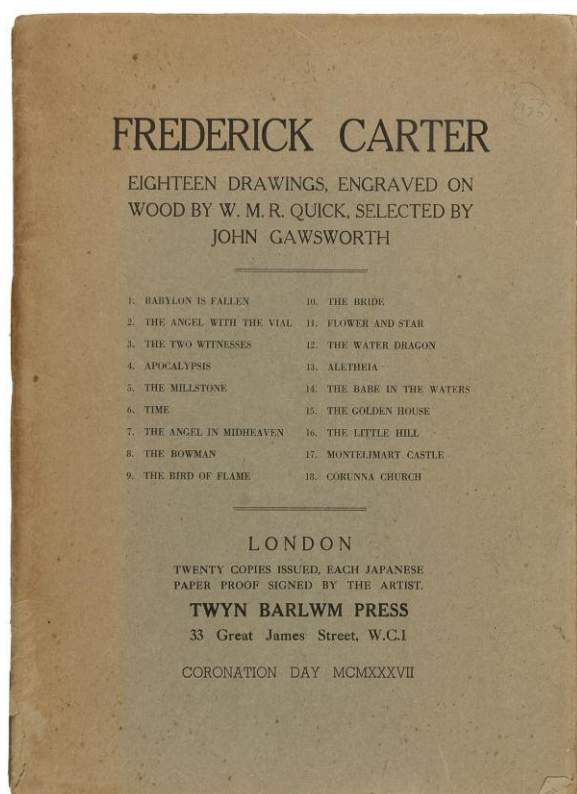 FREDERICK CARTER
EIGHTEEN DRAWINGS, ENGRAVED ON
WOOD BY W. M. R. QUICK, SELECTED BY
JOHN GAWSWORTH
1. BABYLON IS FALLEN
2. THE ANGEL WITH THE VIAL
3. THE TWO WITNESSES
4. APOCALYPSIS
5. THE MILLSTONE
6. TIME
7. THE ANGEL IN MIDHEAVEN
8. THE BOWMAN
9. THE BIRD OF FLAME
10. THE BRIDE
11. FLOWER AND STAR
12. THE WATER DRAGON
13. ALETHEIA
14. THE BABE IN THE WATERS
15. THE GOLDEN HOUSE
16. THE LITTLE HILL
17. MONTELIMART CASTLE
18. CORUNNA CHURCH
LONDON
TWENTY COPIES ISSUED, EACH JAPANESE
PAPER PROOF SIGNED BY THE ARTIST.
TWYN BARLWM PRESS
33 Great James Street, W.C.1
CORONATION DAY MCMXXXVII